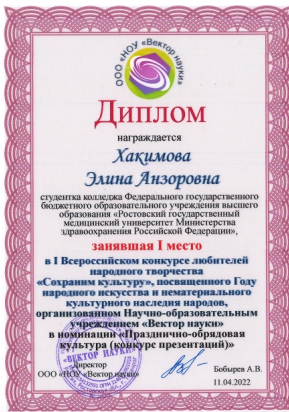 ООО «НОУ «Вектор науки»
Диплом
награждается
Хакимова
Элина Анзоровна
студентка колледжа Федерального государственного
бюджетного образовательного учреждения высшего
образования «Ростовский государственный
медицинский университет Министерства
здравоохранения Российской Федерации»,
занявшая I место
в I Всероссийском конкурсе любителей
народного творчества
«Сохраним культуру», посвященного Году
народного искусства и нематериального
культурного наследия народов,
организованном Научно-образовательным
учреждением «Вектор науки»
в номинации «Празднично-обрядовая
культура (конкурс презентаций)»
«ВЕКТОР НАУКИ»
Директор
ООО «НОУ «Вектор науки»
Бобырев А.В.
11.04.2022